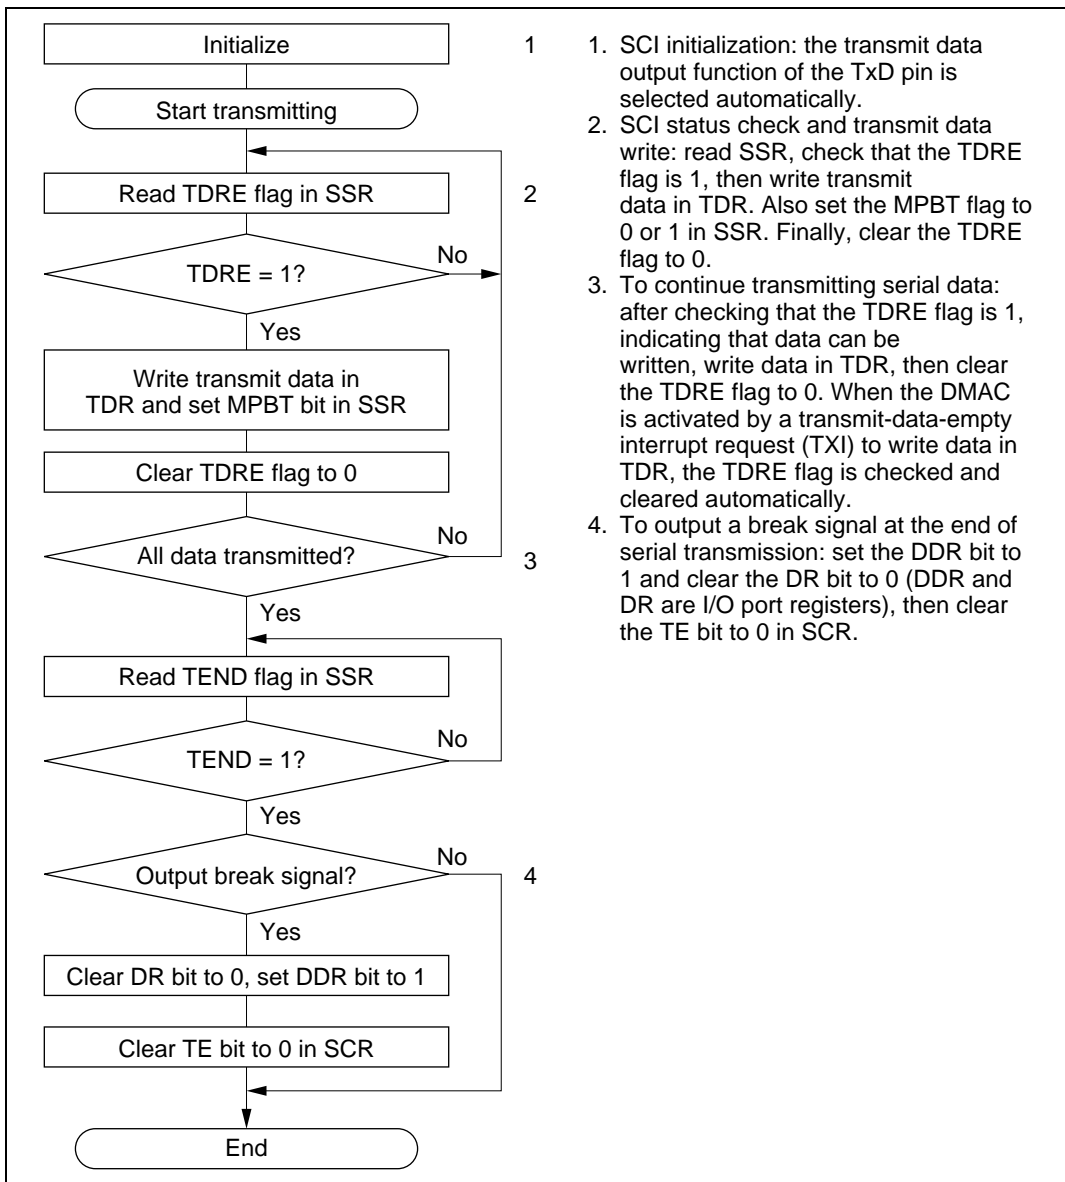 Initialize
1
Start transmitting
Read TDRE flag in SSR
2
TDRE = 1?
No
Yes
Write transmit data in
TDR and set MPBT bit in SSR
Clear TDRE flag to 0
All data transmitted?
No
3
Yes
Read TEND flag in SSR
TEND = 1?
No
Yes
Output break signal?
No
4
Yes
Clear DR bit to 0, set DDR bit to 1
Clear TE bit to 0 in SCR
End
1. SCI initialization: the transmit data
output function of the TxD pin is
selected automatically.
2. SCI status check and transmit data
write: read SSR, check that the TDRE
flag is 1, then write transmit
data in TDR. Also set the MPBT flag to
0 or 1 in SSR. Finally, clear the TDRE
flag to 0.
3. To continue transmitting serial data:
after checking that the TDRE flag is 1,
indicating that data can be
written, write data in TDR, then clear
the TDRE flag to 0. When the DMAC
is activated by a transmit-data-empty
interrupt request (TXI) to write data in
TDR, the TDRE flag is checked and
cleared automatically.
4. To output a break signal at the end of
serial transmission: set the DDR bit to
1 and clear the DR bit to 0 (DDR and
DR are I/O port registers), then clear
the TE bit to 0 in SCR.